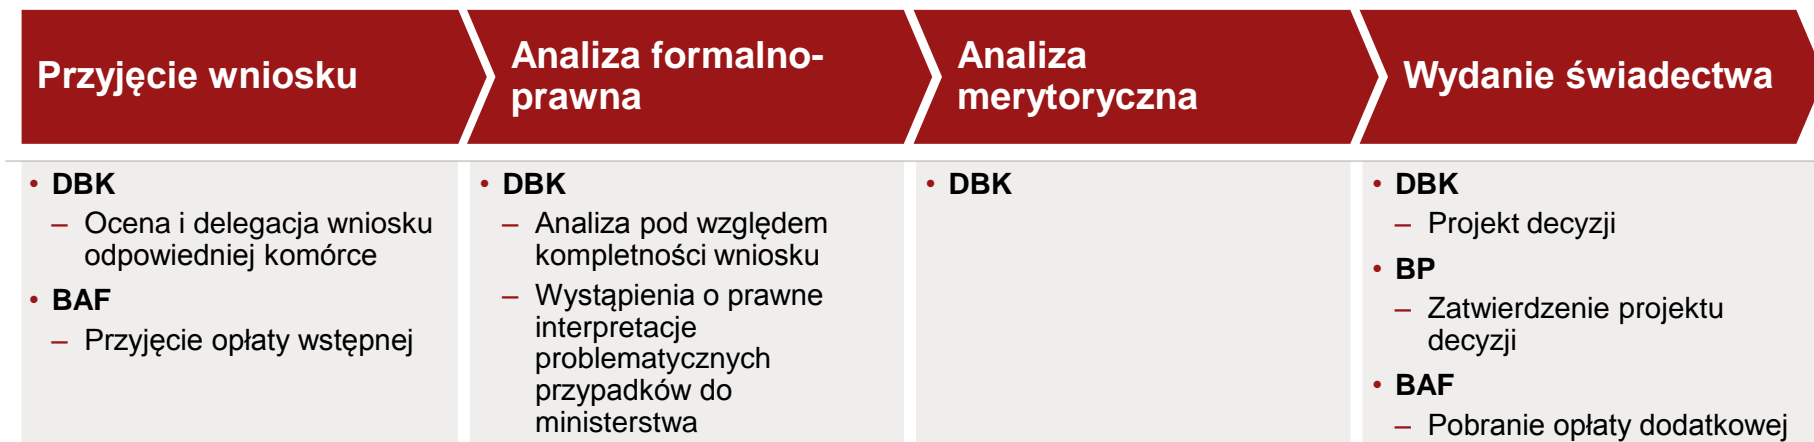 Przyjęcie wniosku
Analiza formalno-
prawna
Analiza
merytoryczna
Wydanie świadectwa
• DBK
– Ocena i delegacja wniosku
odpowiedniej komórce
• BAF
– Przyjęcie opłaty wstępnej
• DBK
– Analiza pod względem
kompletności wniosku
– Wystąpienia o prawne
interpretacje
problematycznych
przypadków do
ministerstwa
• DBK
• DBK
– Projekt decyzji
• BP
– Zatwierdzenie projektu
decyzji
• BAF
– Pobranie opłaty dodatkowej